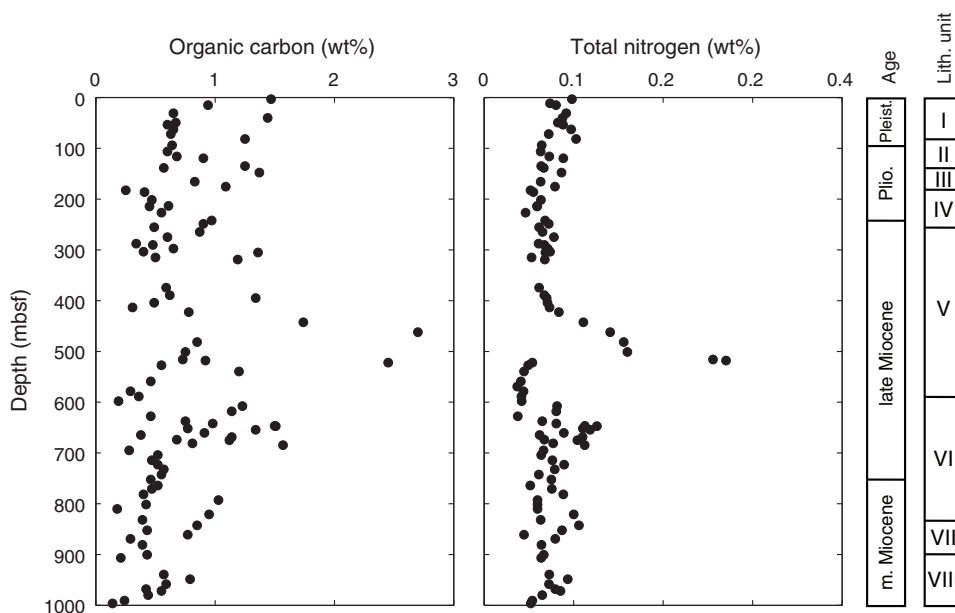 Organic carbon (wt%)
Total nitrogen (wt%)
Age
Lith. unit
0 1 2 3
0 0.1 0.2 0.2 0.4
Depth (mbsf)
0
100
200
300
400
500
600
700
800
900
1000
Pleist.
Plio.
late Miocene
m. Miocene
I
II
III
IV
V
VI
VII
VIII